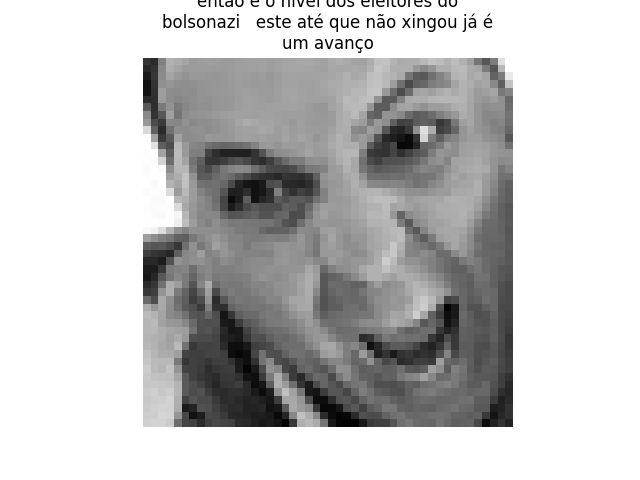 então é o nível dos eleitores do
bolsonazi   este até que não xingou já é
um avanço